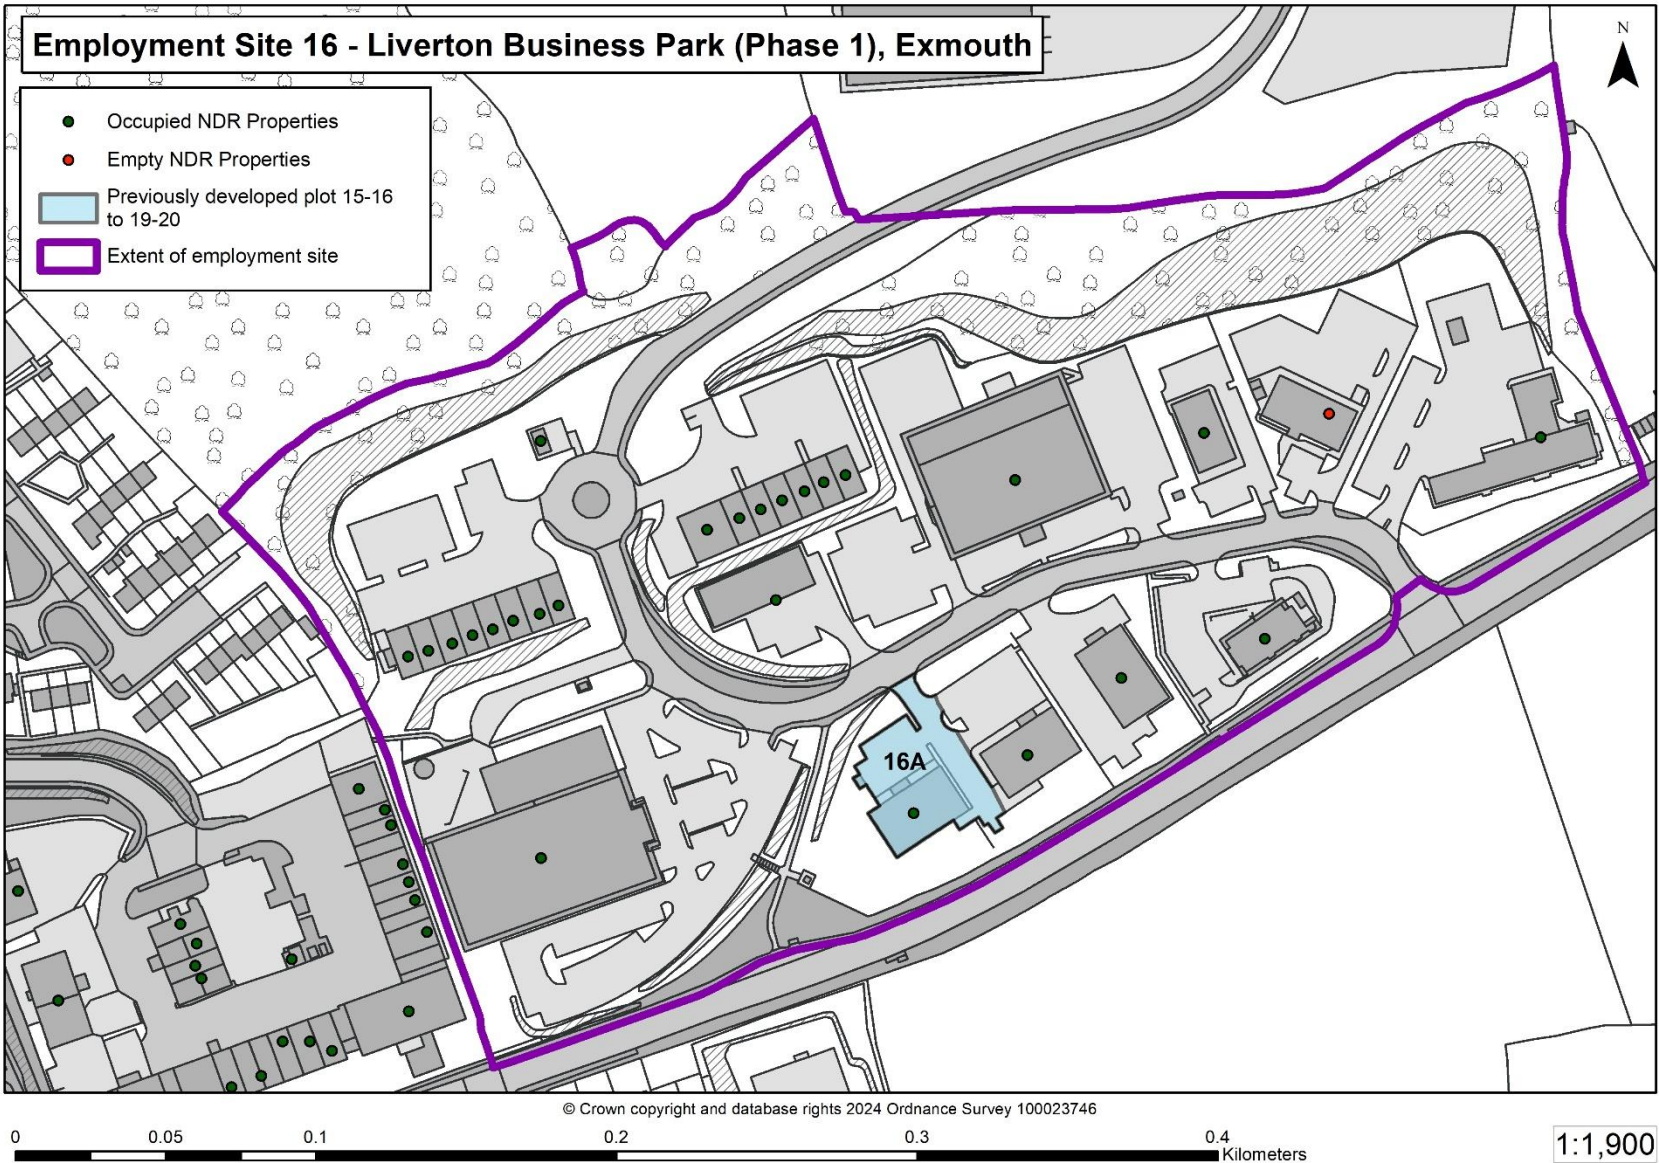 Employment Site 16 - Liverton Business Park (Phase 1), Exmouth
N
Occupied NDR Properties
Empty NDR Properties
Previously developed plot 15-16
to 19-20
Extent of employment site
16A
© Crown copyright and database rights 2024 Ordnance Survey 100023746
0 0.05 0.1 0.2 0.3 0.4
Kilometers
1:1,900